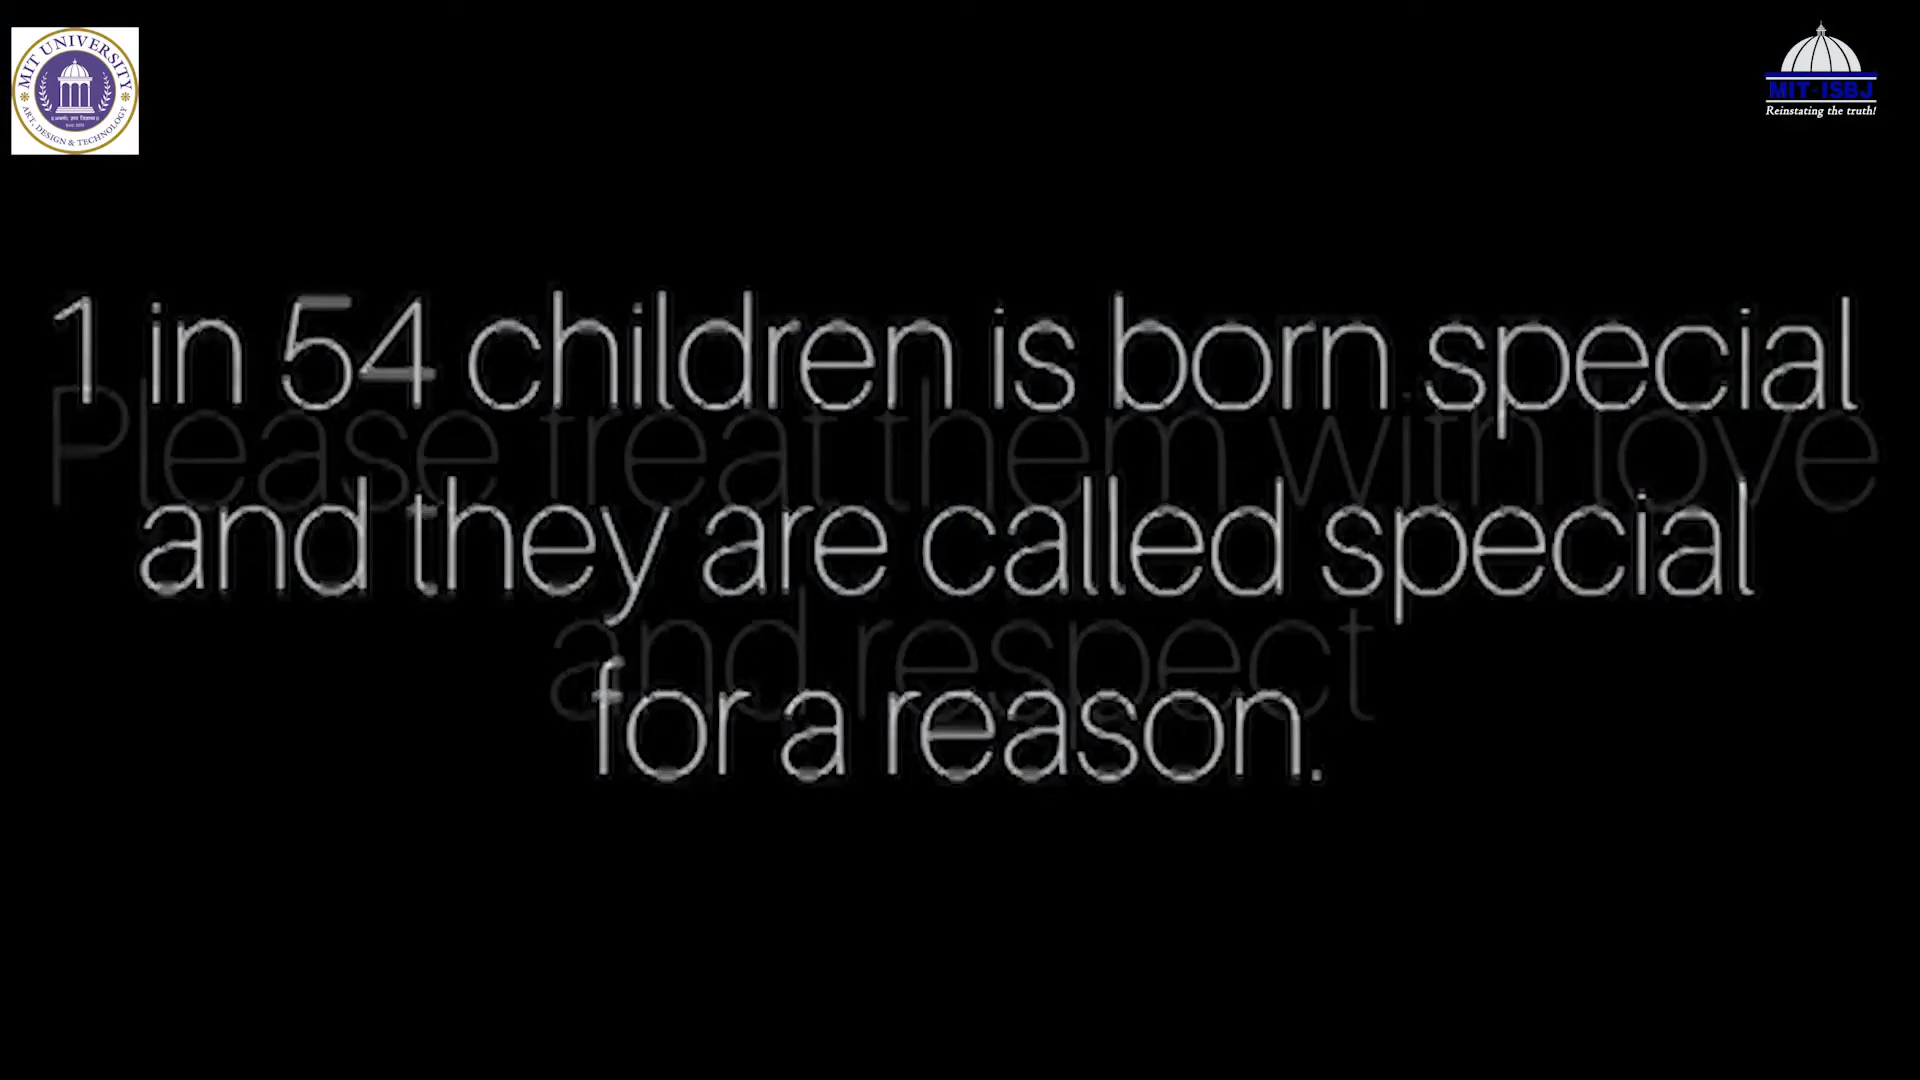 MIT UNIVERSITY
ART, DESIGN & TECHNOLOGY
MIT-ISBJ
Reinstating the truth!
1 in 54 children is born special
Please treat them with love
and they are called special
and respect
for a reason.